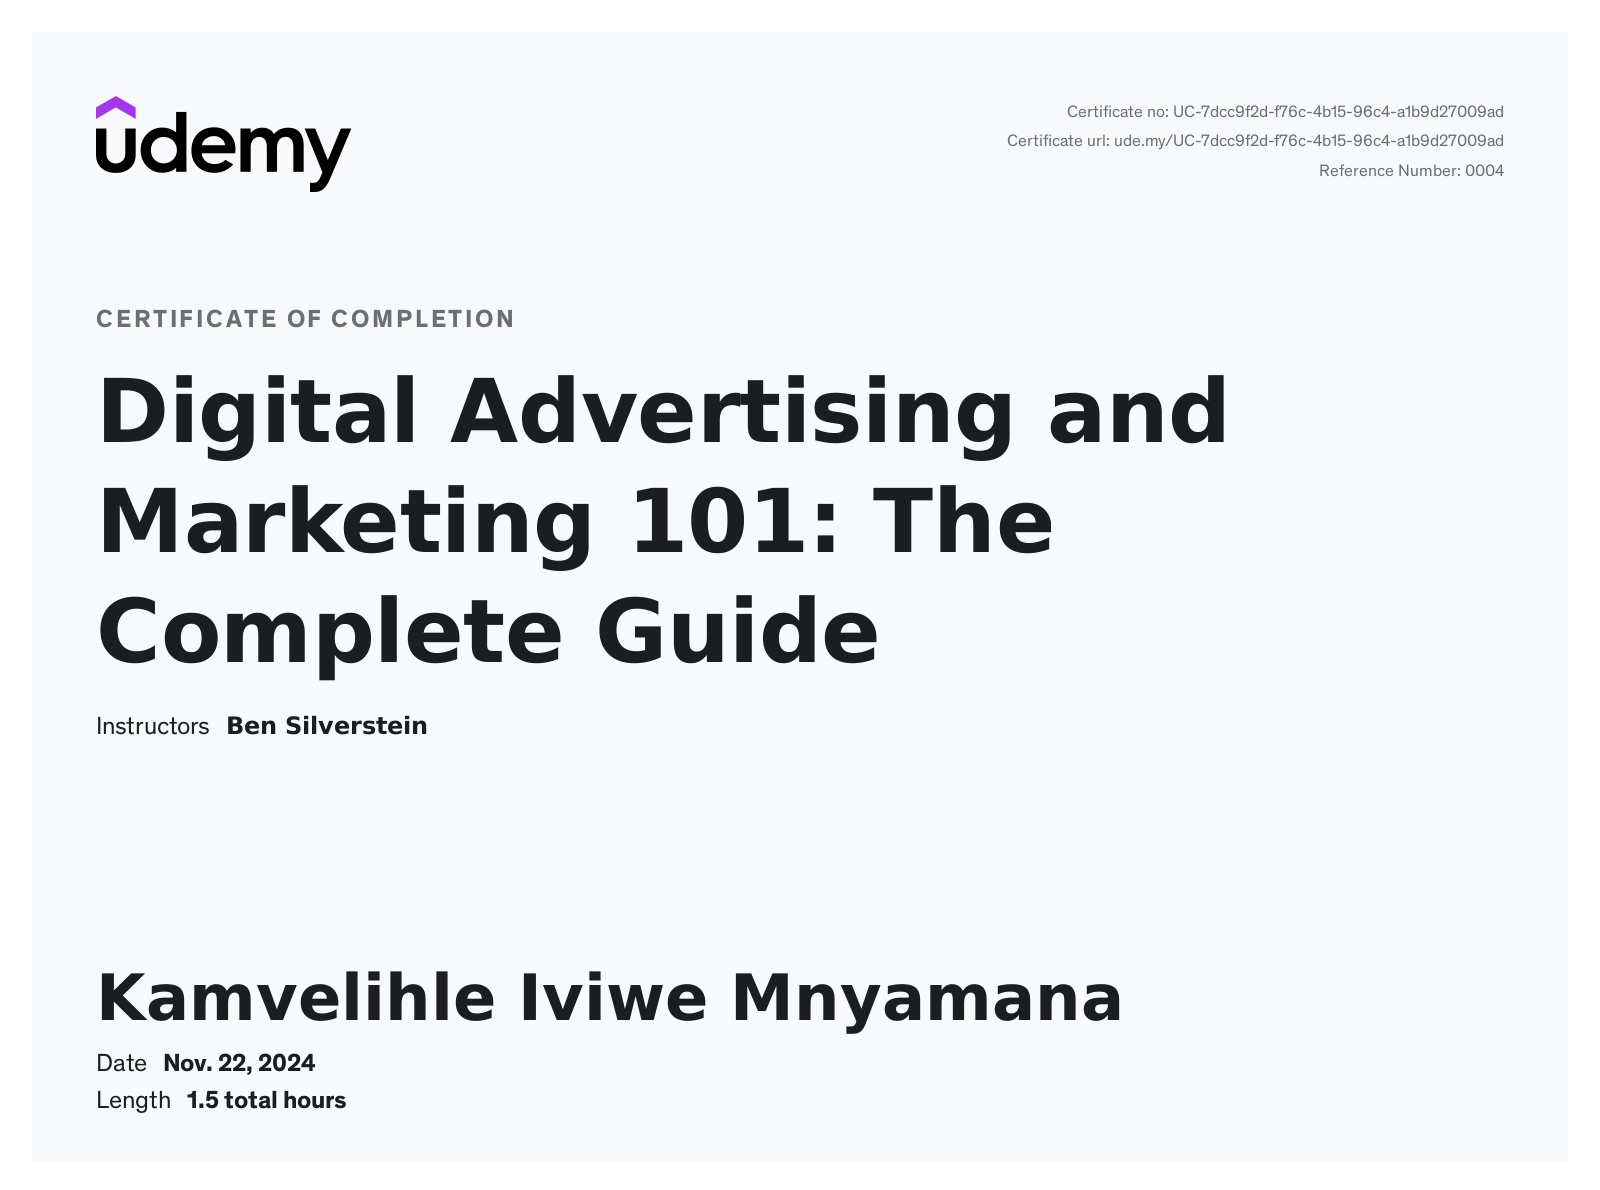 udemy
Certificate no: UC-7dcc9f2d-f76c-4b15-96c4-a1b9d27009ad
Certificate url: ude.my/UC-7dcc9f2d-f76c-4b15-96c4-a1b9d27009ad
Reference Number: 0004
CERTIFICATE OF COMPLETION
Digital Advertising and
Marketing 101: The
Complete Guide
Instructors Ben Silverstein
Kamvelihle Iviwe Mnyamana
Date Nov. 22, 2024
Length 1.5 total hours